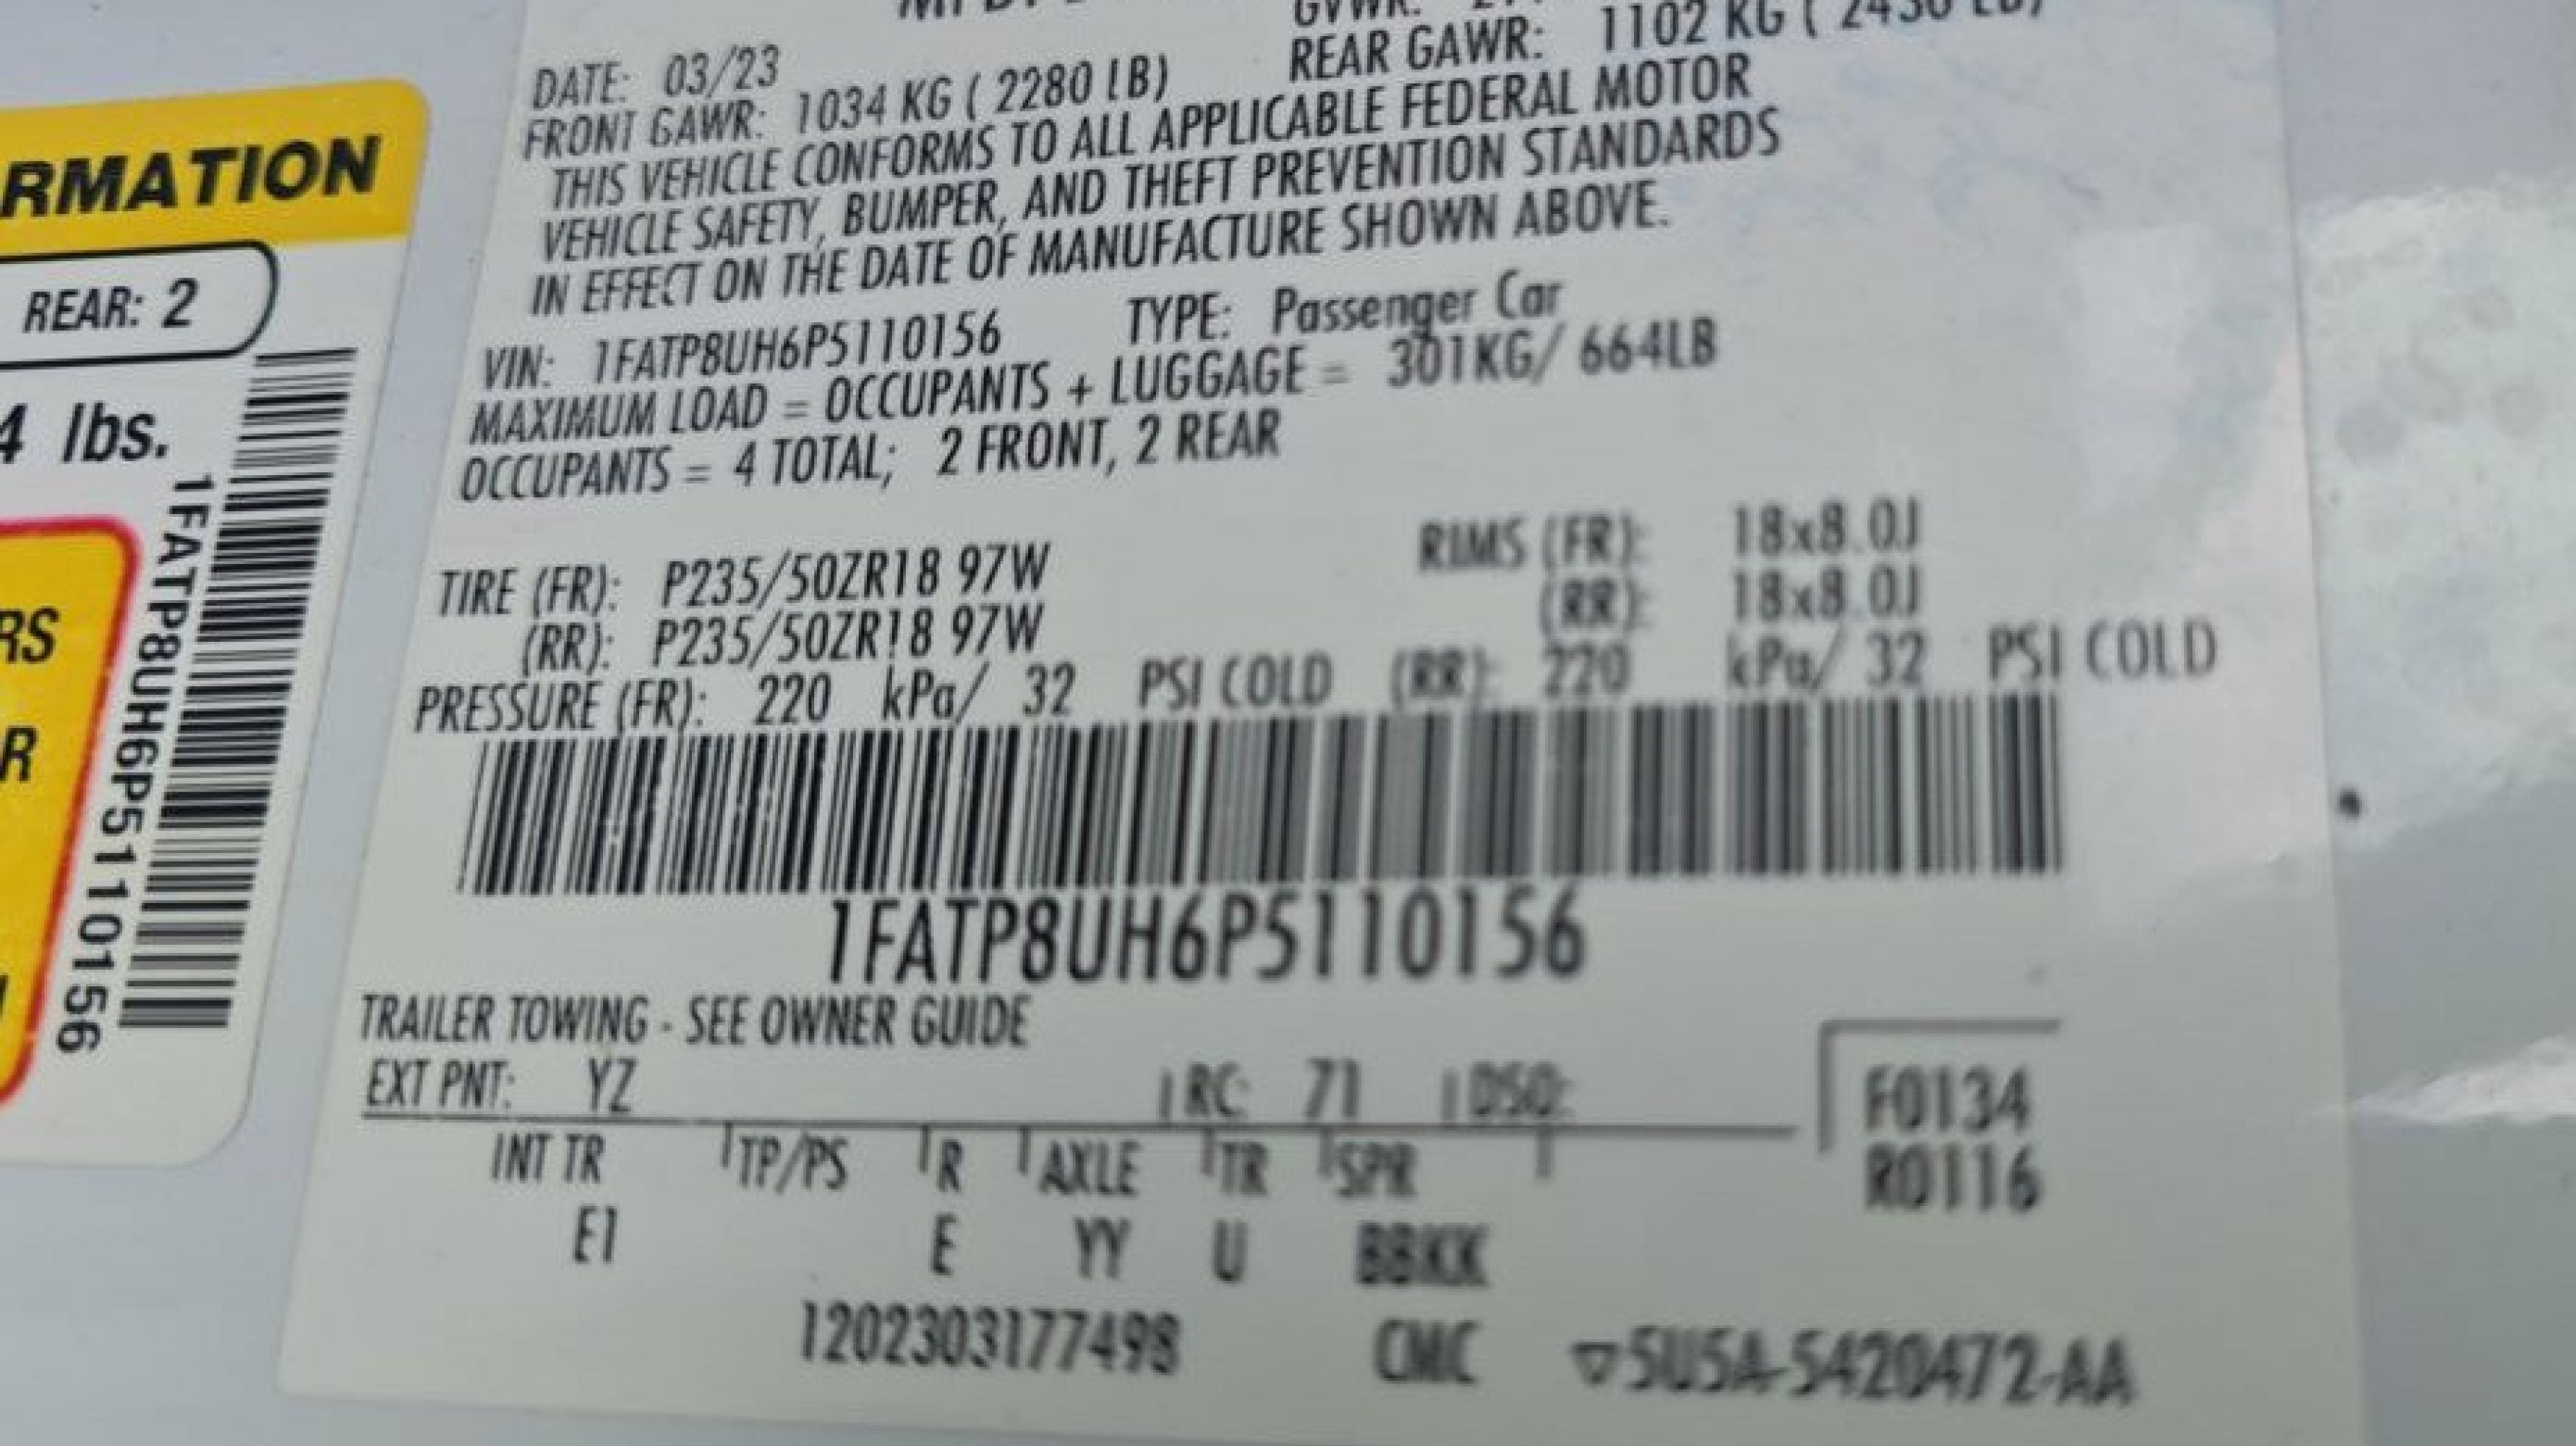 RMATION
REAR: 2
4 lbs.
RS
R
1FATP8UH6P5110156
DATE: 03/23
FRONT GAWR: 1034 KG ( 2280 LB)
REAR GAWR: 1102 KG ( 2430 LB)
THIS VEHICLE CONFORMS TO ALL APPLICABLE FEDERAL MOTOR
VEHICLE SAFETY, BUMPER, AND THEFT PREVENTION STANDARDS
IN EFFECT ON THE DATE OF MANUFACTURE SHOWN ABOVE.
VIN: 1FATP8UH6P5110156 TYPE: Passenger Car
MAXIMUM LOAD = OCCUPANTS + LUGGAGE = 301KG/ 664LB
OCCUPANTS = 4 TOTAL; 2 FRONT, 2 REAR
TIRE (FR): P235/50ZR18 97W RIMS (FR): 18x8.0J
(RR): P235/50ZR18 97W (RR): 18x8.0J
PRESSURE (FR): 220 kPa/ 32 PSI COLD (RR): 220 kPa/ 32 PSI COLD
1FATP8UH6P5110156
TRAILER TOWING - SEE OWNER GUIDE
EXT PNT: YZ RC: 71 DSO:
F0134
R0116
INT TR TP/PS R AXLE TR SPR
E1 E YY U BBKK
1202303177498 CMC ▽5U5A-5420472-AA